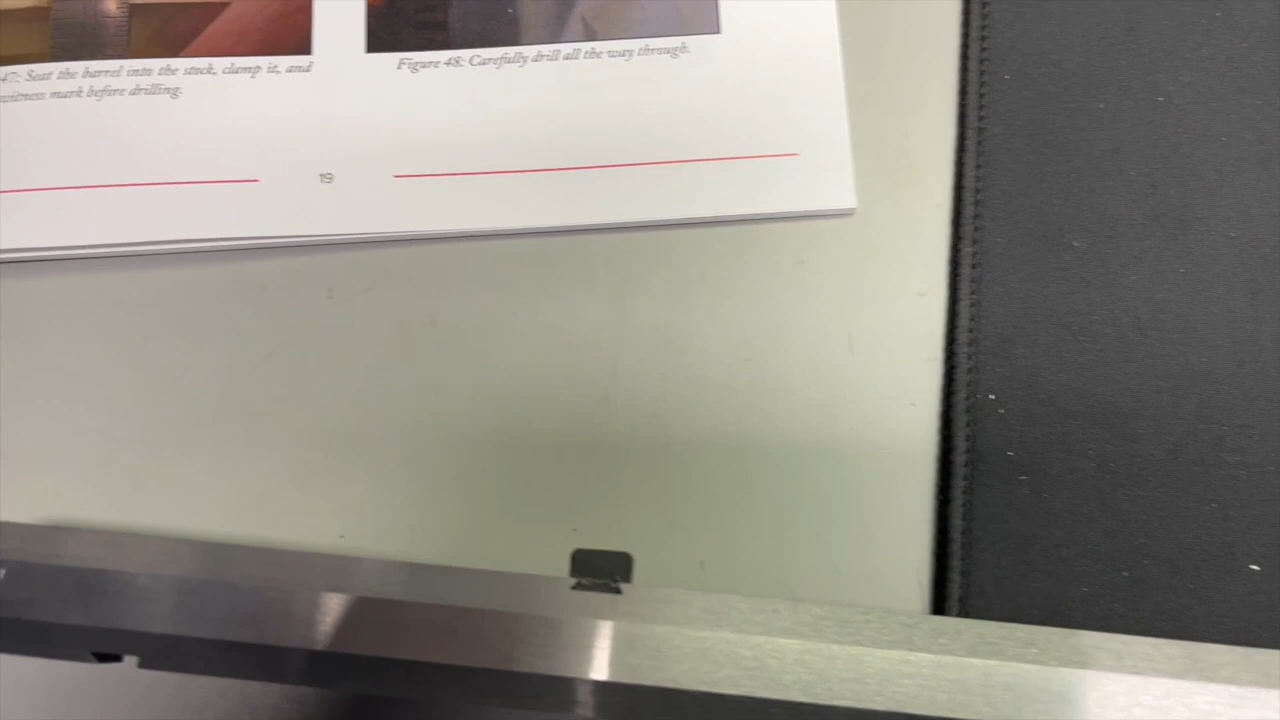 47: Seat the barrel into the stock, clamp it, and
witness mark before drilling.
Figure 48: Carefully drill all the way through.
19